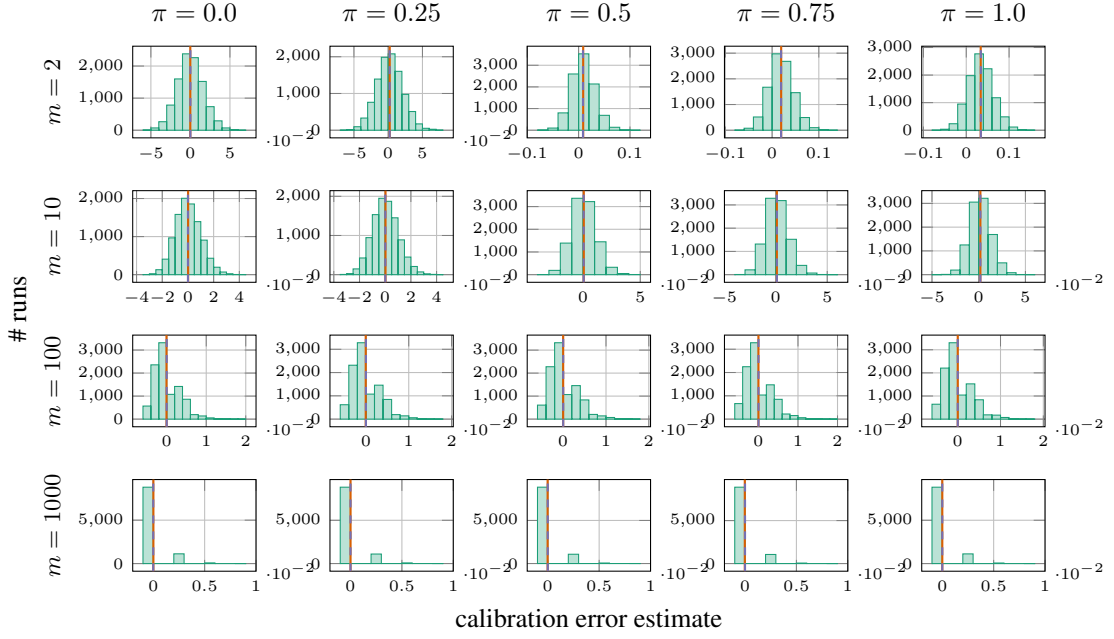 π = 0.0 π = 0.25 π = 0.5 π = 0.75 π = 1.0
m = 2
2,000 2,000 3,000 3,000 3,000
2,000 2,000 2,000
1,000 1,000 1,000 1,000 1,000
0 0 0 0 0
−5 0 5 ·10⁻² −5 0 5 ·10⁻² −0.1 0 0.1 −0.1 0 0.1 −0.1 0 0.1
m = 10
2,000 2,000 3,000 3,000 3,000
2,000 2,000 2,000
1,000 1,000 1,000 1,000 1,000
0 0 0 0 0
−4 −2 0 2 4 ·10⁻² −4 −2 0 2 4 ·10⁻² 0 5 ·10⁻² −5 0 5 ·10⁻² −5 0 5 ·10⁻²
# runs
m = 100
3,000 3,000 3,000 3,000 3,000
2,000 2,000 2,000 2,000 2,000
1,000 1,000 1,000 1,000 1,000
0 0 0 0 0
0 1 2 ·10⁻² 0 1 2 ·10⁻² 0 1 2 ·10⁻² 0 1 2 ·10⁻² 0 1 2 ·10⁻²
m = 1000
5,000 5,000 5,000 5,000 5,000
0 0 0 0 0
0 0.5 1 ·10⁻² 0 0.5 1 ·10⁻² 0 0.5 1 ·10⁻² 0 0.5 1 ·10⁻² 0 0.5 1 ·10⁻²
calibration error estimate